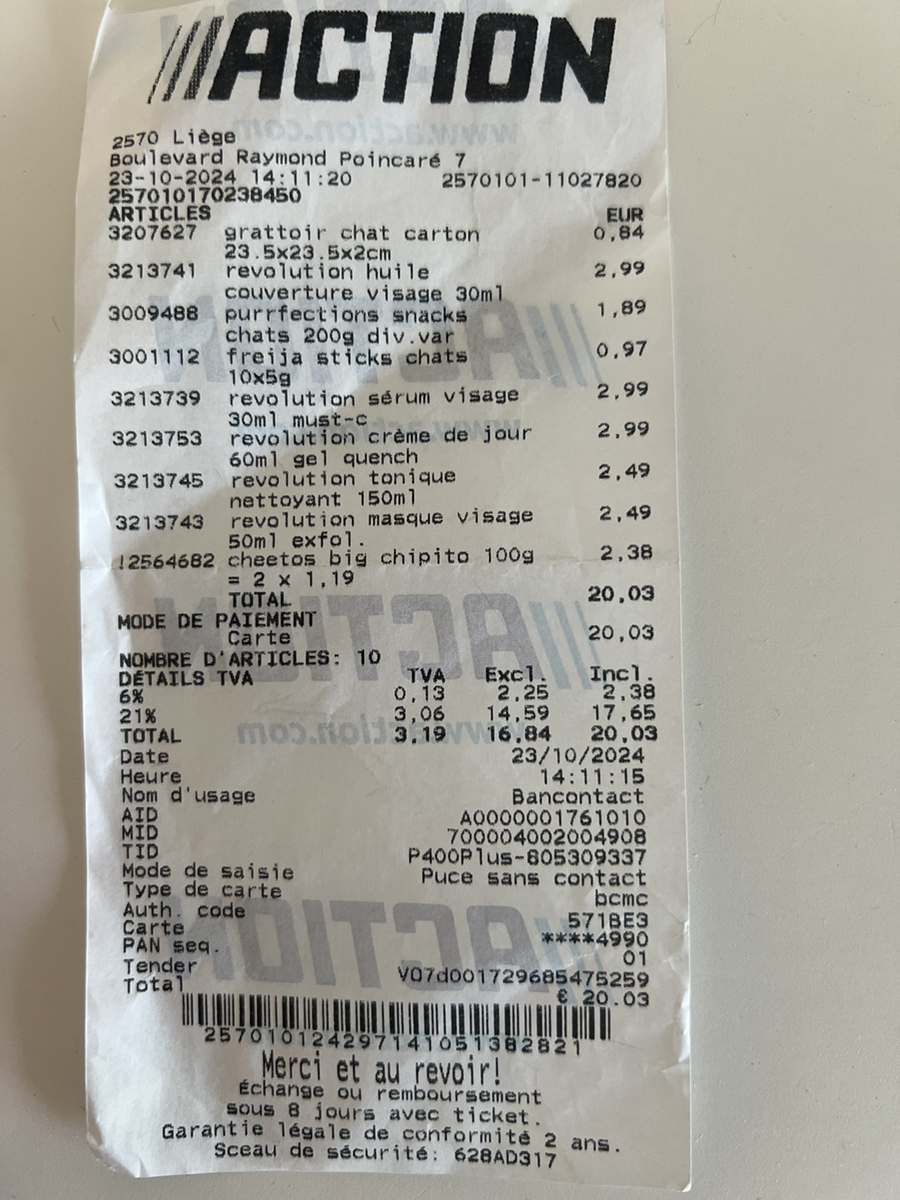 ACTION
2570 Liège
Boulevard Raymond Poincaré 7
23-10-2024 14:11:20 2570101-11027820
257010170238450
ARTICLES EUR
3207627 grattoir chat carton 0,84
23.5x23.5x2cm
3213741 revolution huile 2,99
couverture visage 30ml
3009488 purrfections snacks 1,89
chats 200g div.var
3001112 freija sticks chats 0,97
10x5g
3213739 revolution sérum visage 2,99
30ml must-c
3213753 revolution crème de jour 2,99
60ml gel quench
3213745 revolution tonique 2,49
nettoyant 150ml
3213743 revolution masque visage 2,49
50ml exfol.
12564682 cheetos big chipito 100g 2,38
= 2 x 1,19
TOTAL 20,03
MODE DE PAIEMENT
Carte 20,03
NOMBRE D'ARTICLES: 10
DÉTAILS TVA TVA Excl. Incl.
6% 0,13 2,25 2,38
21% 3,06 14,59 17,65
TOTAL 3,19 16,84 20,03
Date 23/10/2024
Heure 14:11:15
Nom d'usage Bancontact
AID A0000001761010
MID 700004002004908
TID P400Plus-805309337
Mode de saisie Puce sans contact
Type de carte bcmc
Auth. code 571BE3
Carte ****4990
PAN seq. 01
Tender V07d001729685475259
Total € 20.03
2570101242971410513828​21
Merci et au revoir!
Échange ou remboursement
sous 8 jours avec ticket.
Garantie légale de conformité 2 ans.
Sceau de sécurité: 628AD317